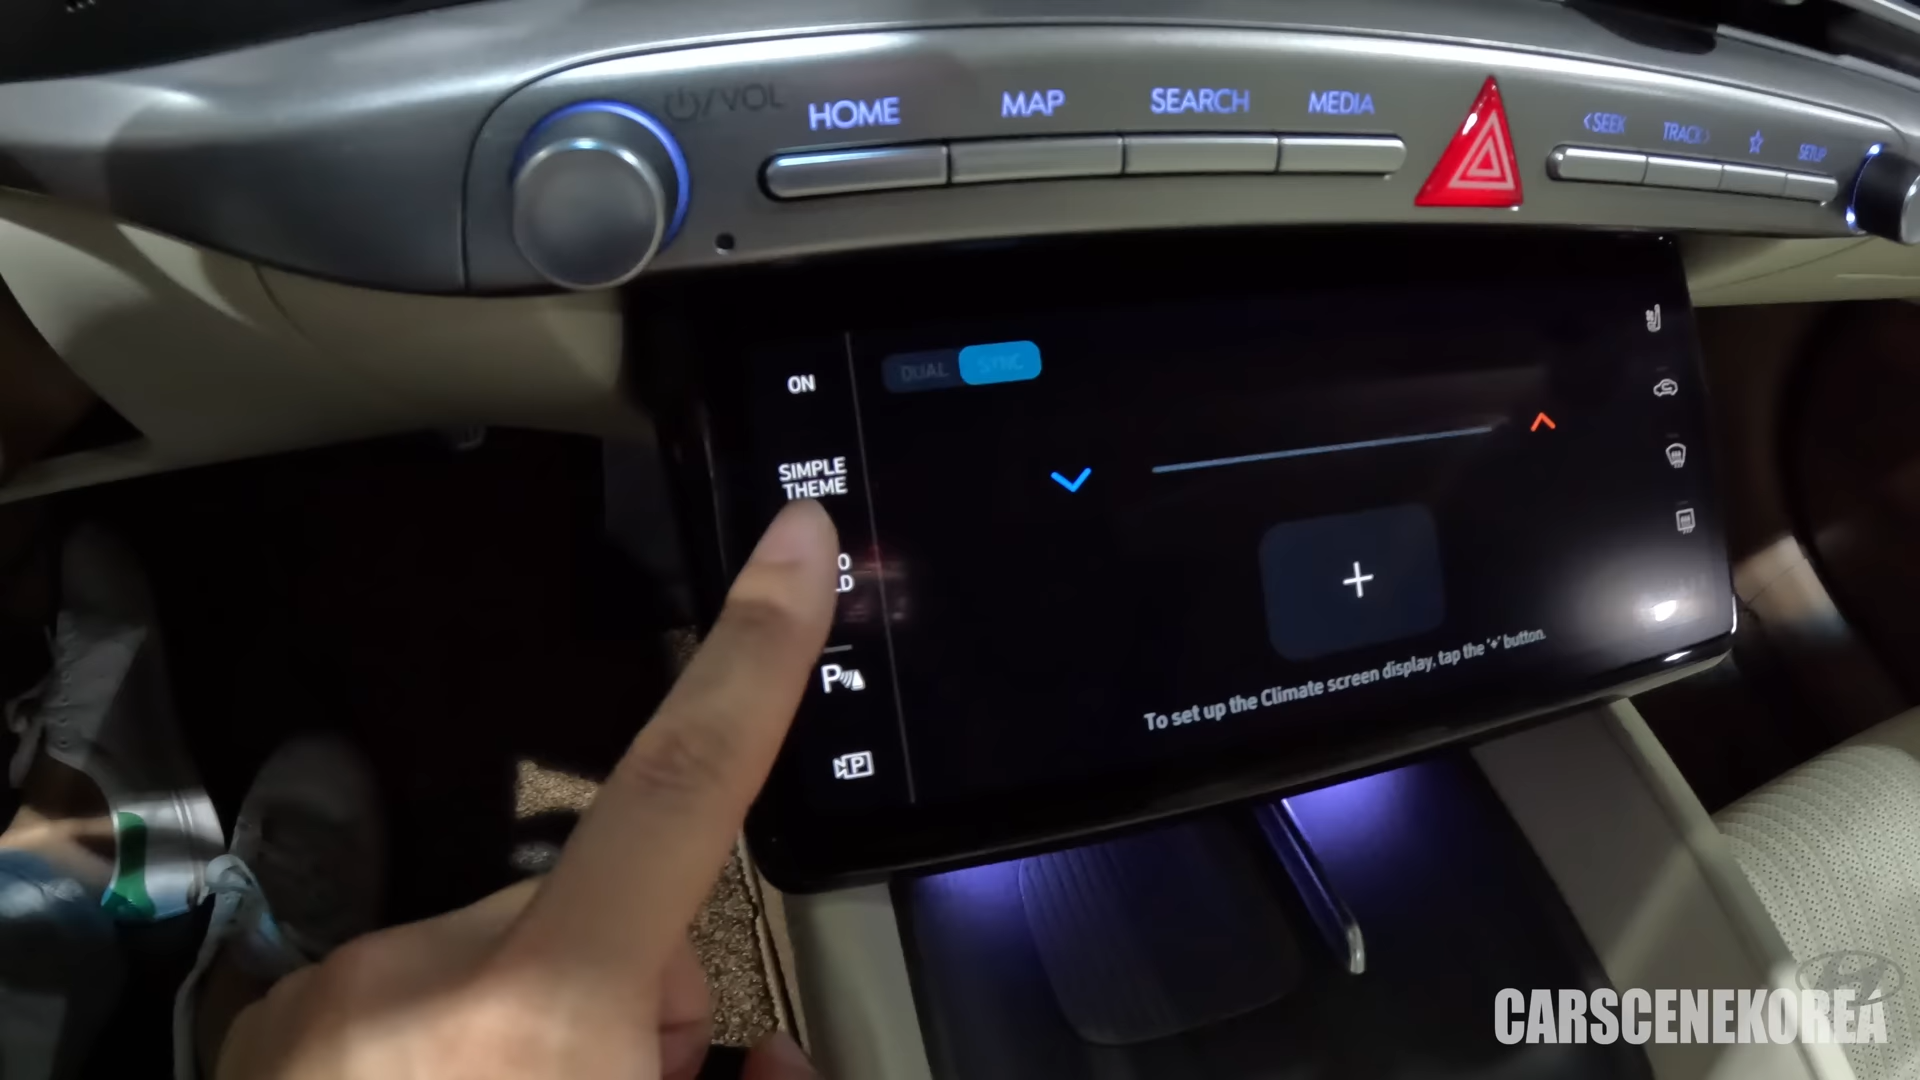 ⏻/VOL
HOME
MAP
SEARCH
MEDIA
<SEEK
TRACK>
☆
SETUP
ON
DUAL
SYNC
SIMPLE
THEME
O
LD
P
P
+
To set up the Climate screen display, tap the '+' button.
CARSCENEKOREA